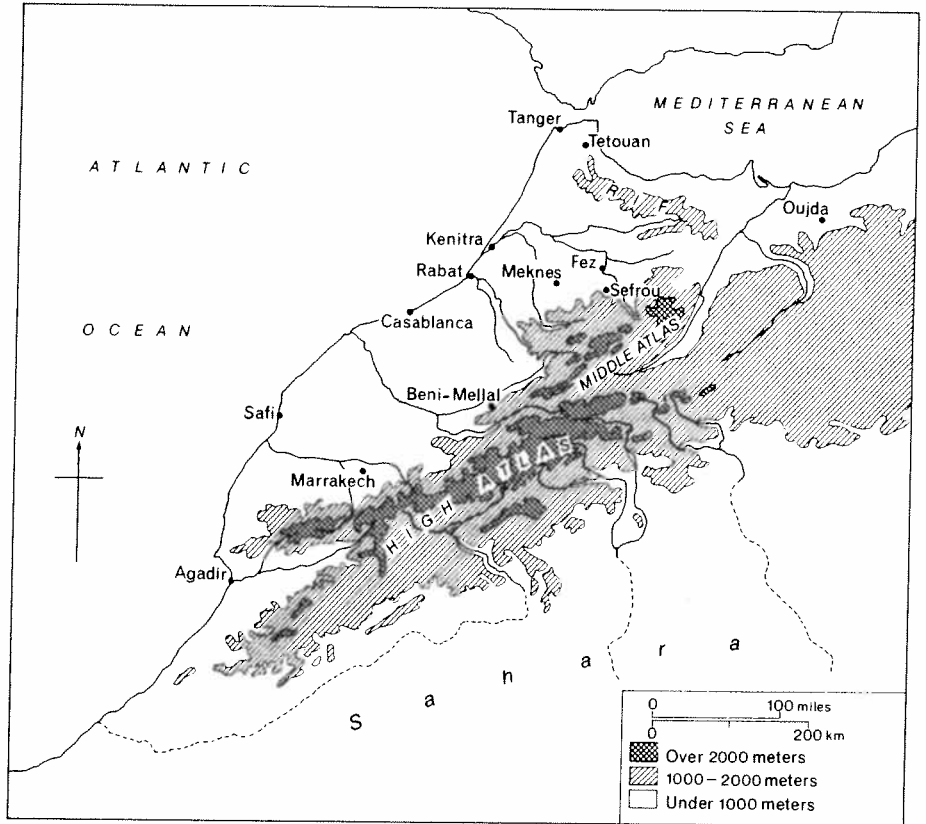 MEDITERRANEAN
SEA
Tanger
Tetouan
ATLANTIC
RIF
Oujda
Kenitra
Fez
Rabat
Meknes
Sefrou
Casablanca
OCEAN
MIDDLE ATLAS
Beni-Mellal
Safi
N
Marrakech
HIGH ATLAS
Agadir
Sahara
0 100 miles
0 200 km
Over 2000 meters
1000-2000 meters
Under 1000 meters